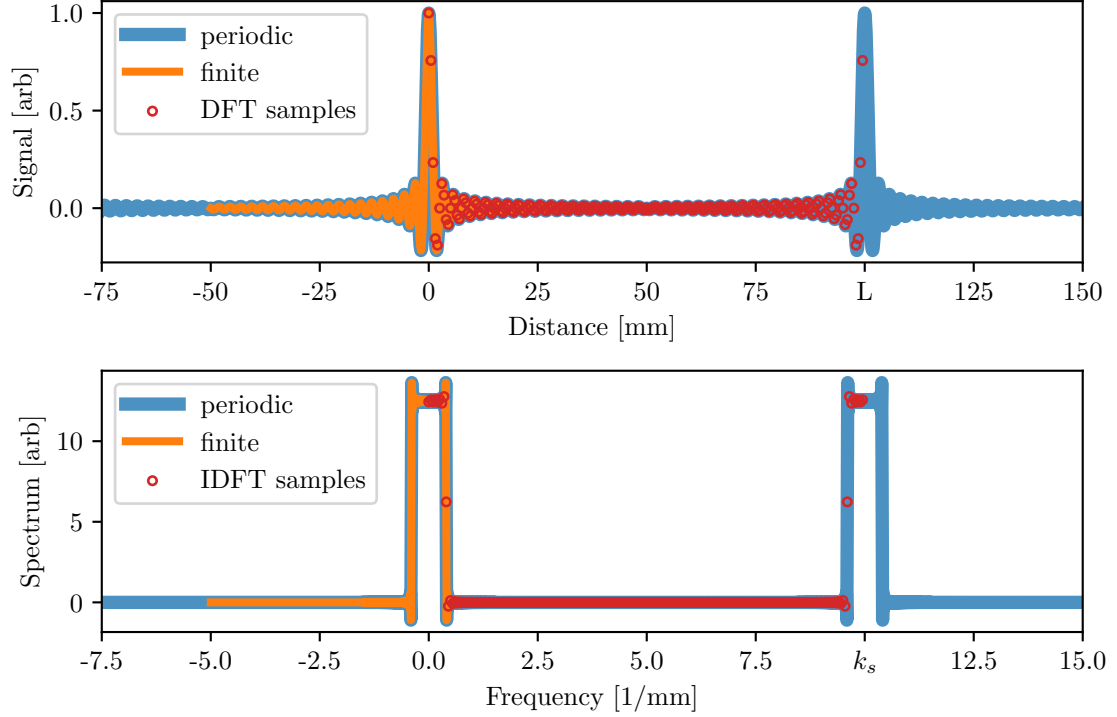 1.0
0.5
0.0
Signal [arb]
periodic
finite
DFT samples
-75 -50 -25 0 25 50 75 L 125 150
Distance [mm]
10
5
0
Spectrum [arb]
periodic
finite
IDFT samples
-7.5 -5.0 -2.5 0.0 2.5 5.0 7.5 k_s 12.5 15.0
Frequency [1/mm]